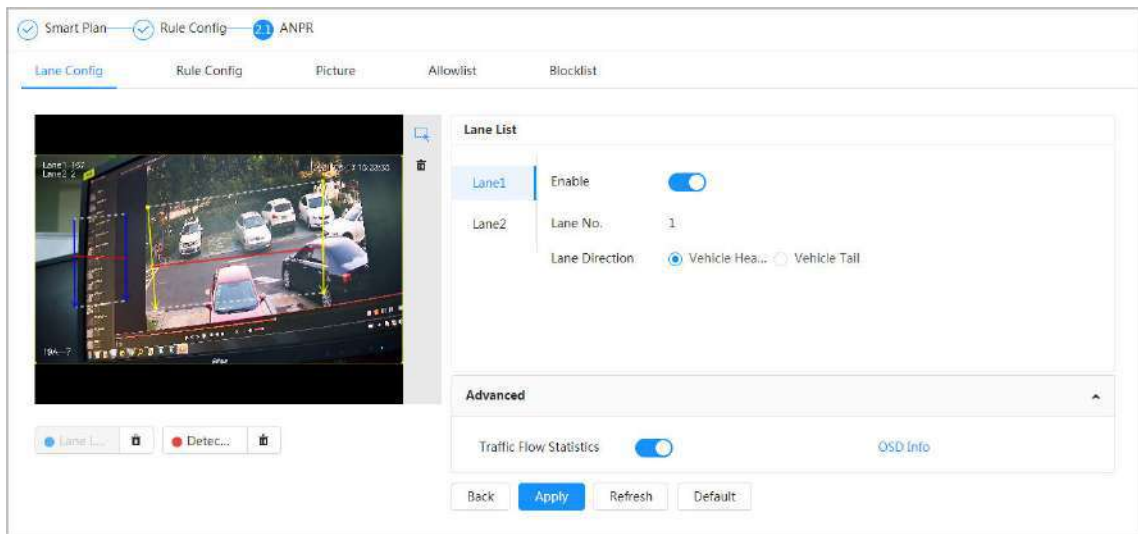 Smart Plan Rule Config 2.1 ANPR
Lane Config Rule Config Picture Allowlist Blocklist
Lane List
Lane1 Enable
Lane2 Lane No. 1
Lane Direction Vehicle Hea... Vehicle Tail
Advanced
Traffic Flow Statistics OSD Info
Lane L... Detec...
Back Apply Refresh Default